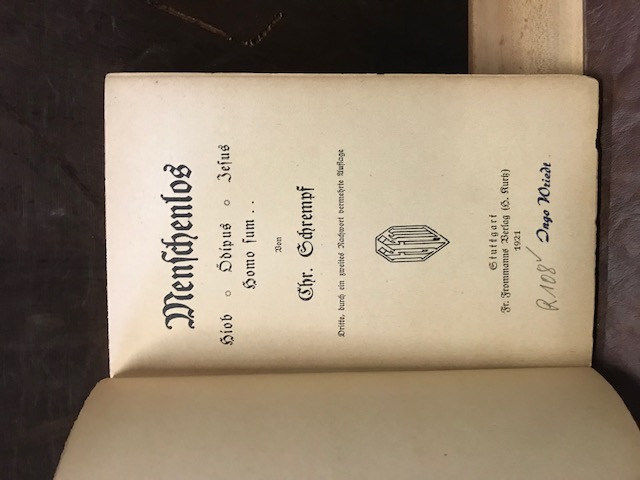 Menschenlos
Hiob ○ Ödipus ○ Jesus
Homo sum . .
Von
Chr. Schrempf
Dritte, durch ein zweites Nachwort vermehrte Auflage
Stuttgart
Fr. Frommanns Verlag (H. Kurtz)
1921
Ingo Wriedt
R 108